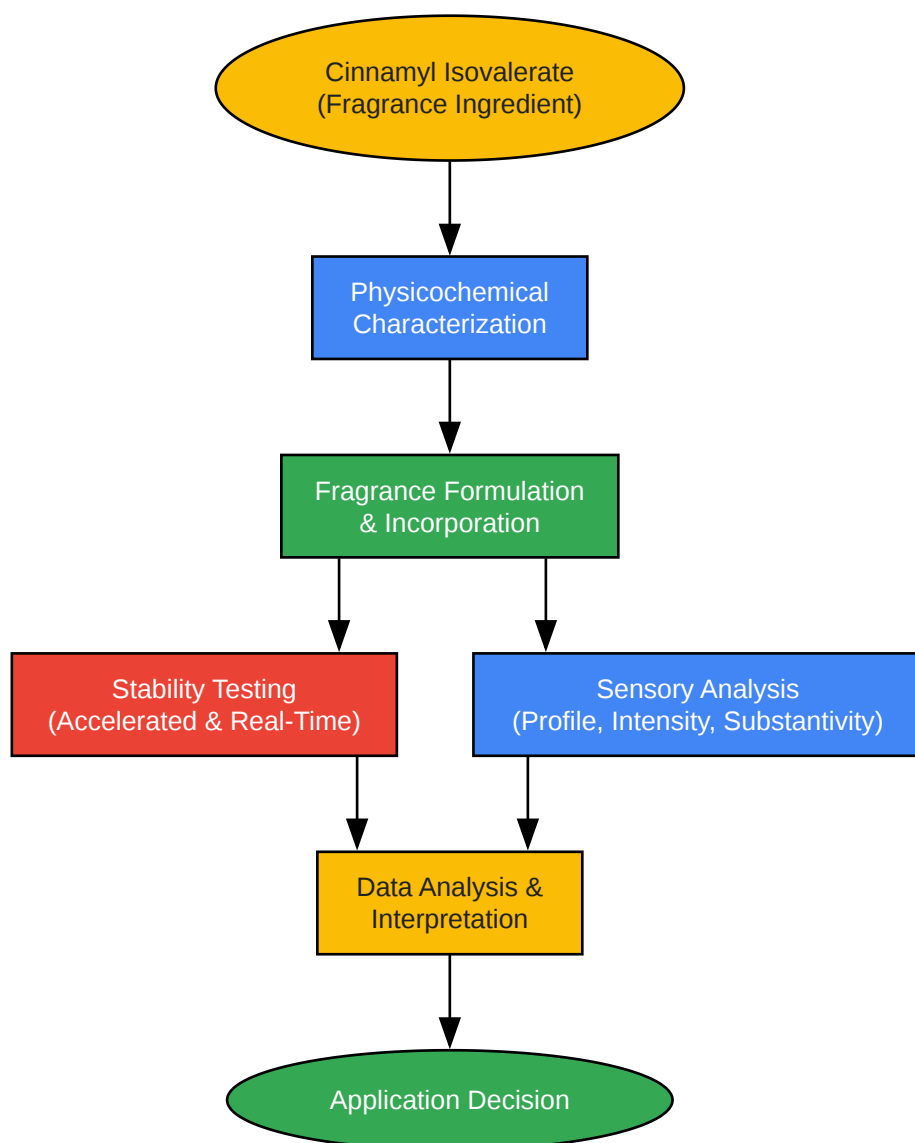 Cinnamyl Isovalerate
(Fragrance Ingredient)
Physicochemical
Characterization
Fragrance Formulation
& Incorporation
Stability Testing
(Accelerated & Real-Time)
Sensory Analysis
(Profile, Intensity, Substantivity)
Data Analysis &
Interpretation
Application Decision